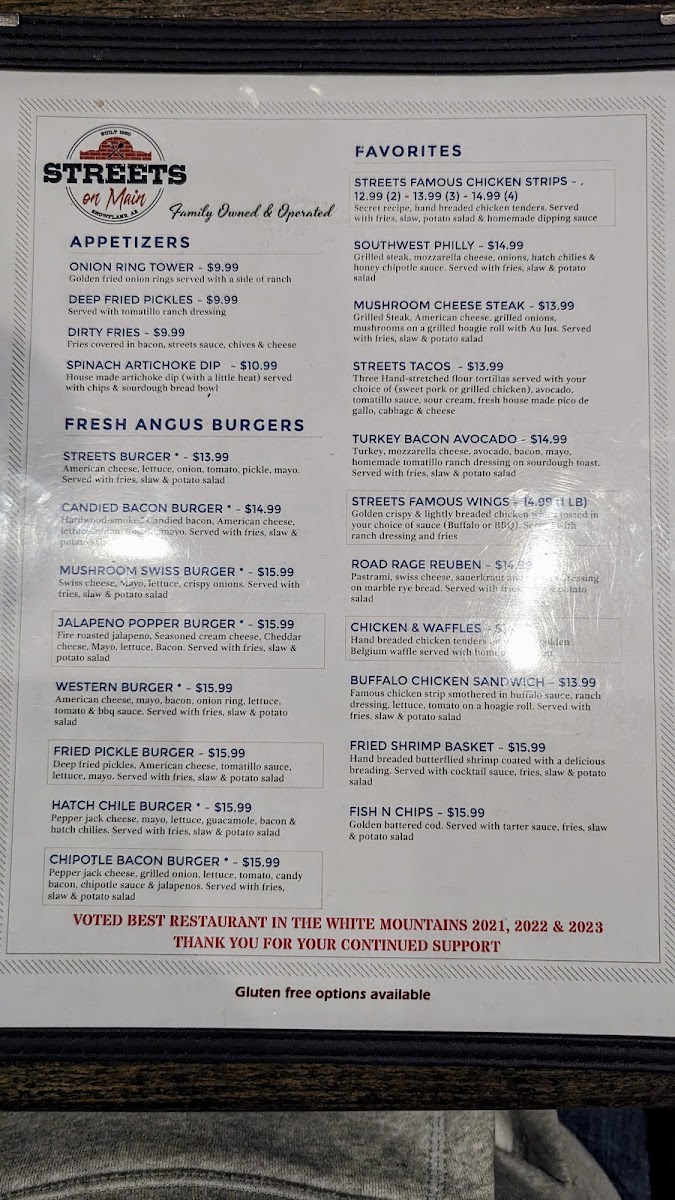 BUILT 1890
STREETS
on Main
SNOWFLAKE AZ
Family Owned & Operated
APPETIZERS
ONION RING TOWER - $9.99
Golden fried onion rings served with a side of ranch
DEEP FRIED PICKLES - $9.99
Served with tomatillo ranch dressing
DIRTY FRIES - $9.99
Fries covered in bacon, streets sauce, chives & cheese
SPINACH ARTICHOKE DIP - $10.99
House made artichoke dip (with a little heat) served
with chips & sourdough bread bowl
FRESH ANGUS BURGERS
STREETS BURGER * - $13.99
American cheese, lettuce, onion, tomato, pickle, mayo.
Served with fries, slaw & potato salad
CANDIED BACON BURGER * - $14.99
Hardwood smoked Candied bacon, American cheese,
lettuce, mayo. Served with fries, slaw &
potato
MUSHROOM SWISS BURGER * - $15.99
Swiss cheese, Mayo, lettuce, crispy onions. Served with
fries, slaw & potato salad
JALAPENO POPPER BURGER * - $15.99
Fire roasted jalapeno, Seasoned cream cheese, Cheddar
cheese, Mayo, lettuce, Bacon. Served with fries, slaw &
potato salad
WESTERN BURGER * - $15.99
American cheese, mayo, bacon, onion ring, lettuce,
tomato & bbq sauce. Served with fries, slaw & potato
salad
FRIED PICKLE BURGER - $15.99
Deep fried pickles, American cheese, tomatillo sauce,
lettuce, mayo. Served with fries, slaw & potato salad
HATCH CHILE BURGER * - $15.99
Pepper jack cheese, mayo, lettuce, guacamole, bacon &
hatch chilies. Served with fries, slaw & potato salad
CHIPOTLE BACON BURGER * - $15.99
Pepper jack cheese, grilled onion, lettuce, tomato, candy
bacon, chipotle sauce & jalapenos. Served with fries,
slaw & potato salad
FAVORITES
STREETS FAMOUS CHICKEN STRIPS - .
12.99 (2) - 13.99 (3) - 14.99 (4)
Secret recipe, hand breaded chicken tenders. Served
with fries, slaw, potato salad & homemade dipping sauce
SOUTHWEST PHILLY - $14.99
Grilled steak, mozzarella cheese, onions, hatch chilies &
honey chipotle sauce. Served with fries, slaw & potato
salad
MUSHROOM CHEESE STEAK - $13.99
Grilled Steak, American cheese, grilled onions,
mushrooms on a grilled hoagie roll with Au Jus. Served
with fries, slaw & potato salad
STREETS TACOS - $13.99
Three Hand-stretched flour tortillas served with your
choice of (sweet pork or grilled chicken), avocado,
tomatillo sauce, sour cream, fresh house made pico de
gallo, cabbage & cheese
TURKEY BACON AVOCADO - $14.99
Turkey, mozzarella cheese, avocado, bacon, mayo,
homemade tomatillo ranch dressing on sourdough toast.
Served with fries, slaw & potato salad
STREETS FAMOUS WINGS - 14.99 (1 LB)
Golden crispy & lightly breaded chicken tossed in
your choice of sauce (Buffalo or BBQ). with
ranch dressing and fries
ROAD RAGE REUBEN -
Pastrami, swiss cheese, sauerkraut dressing
on marble rye bread. Served with potato
salad
CHICKEN & WAFFLES -
Hand breaded chicken tenders golden
Belgium waffle served with
BUFFALO CHICKEN SANDWICH - $13.99
Famous chicken strip smothered in buffalo sauce, ranch
dressing, lettuce, tomato on a hoagie roll. Served with
fries, slaw & potato salad
FRIED SHRIMP BASKET - $15.99
Hand breaded butterflied shrimp coated with a delicious
breading. Served with cocktail sauce, fries, slaw & potato
salad
FISH N CHIPS - $15.99
Golden battered cod. Served with tarter sauce, fries, slaw
& potato salad
VOTED BEST RESTAURANT IN THE WHITE MOUNTAINS 2021, 2022 & 2023
THANK YOU FOR YOUR CONTINUED SUPPORT
Gluten free options available